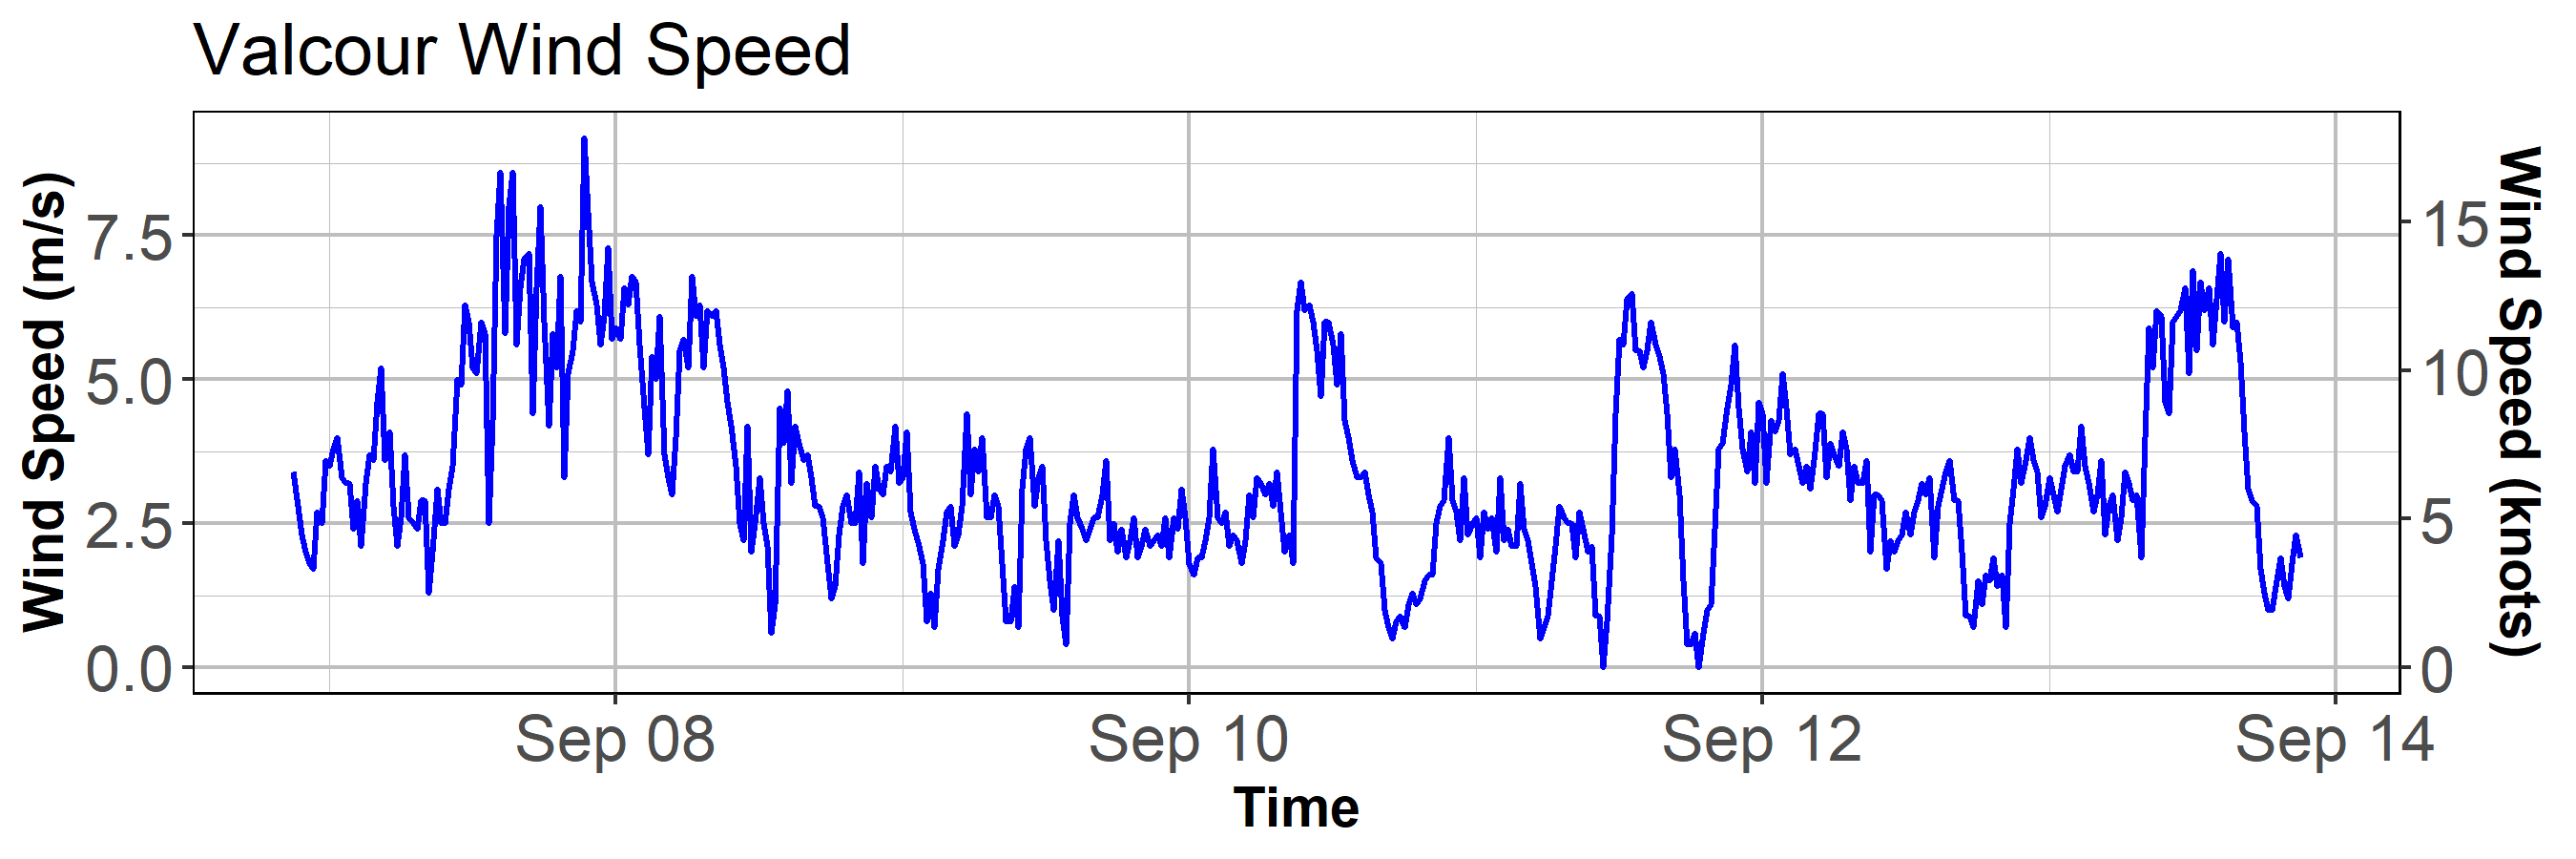 Valcour Wind Speed
Wind Speed (m/s)
7.5
5.0
2.5
0.0
15
10
5
0
Wind Speed (knots)
Sep 08
Sep 10
Sep 12
Sep 14
Time